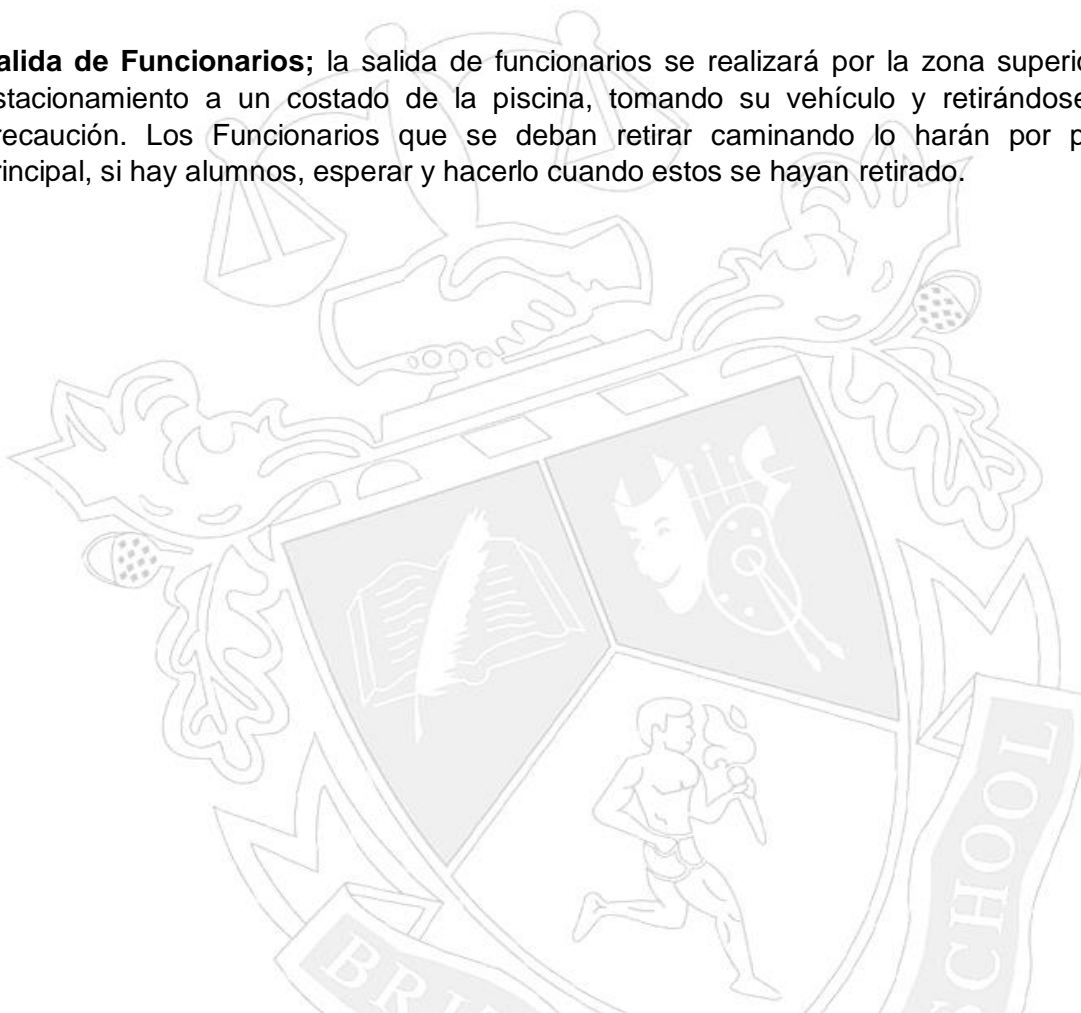 alida de Funcionarios; la salida de funcionarios se realizará por la zona superio
stacionamiento a un costado de la piscina, tomando su vehículo y retirándose
recaución. Los Funcionarios que se deban retirar caminando lo harán por p
rincipal, si hay alumnos, esperar y hacerlo cuando estos se hayan retirado.
BRI
SCHOOL